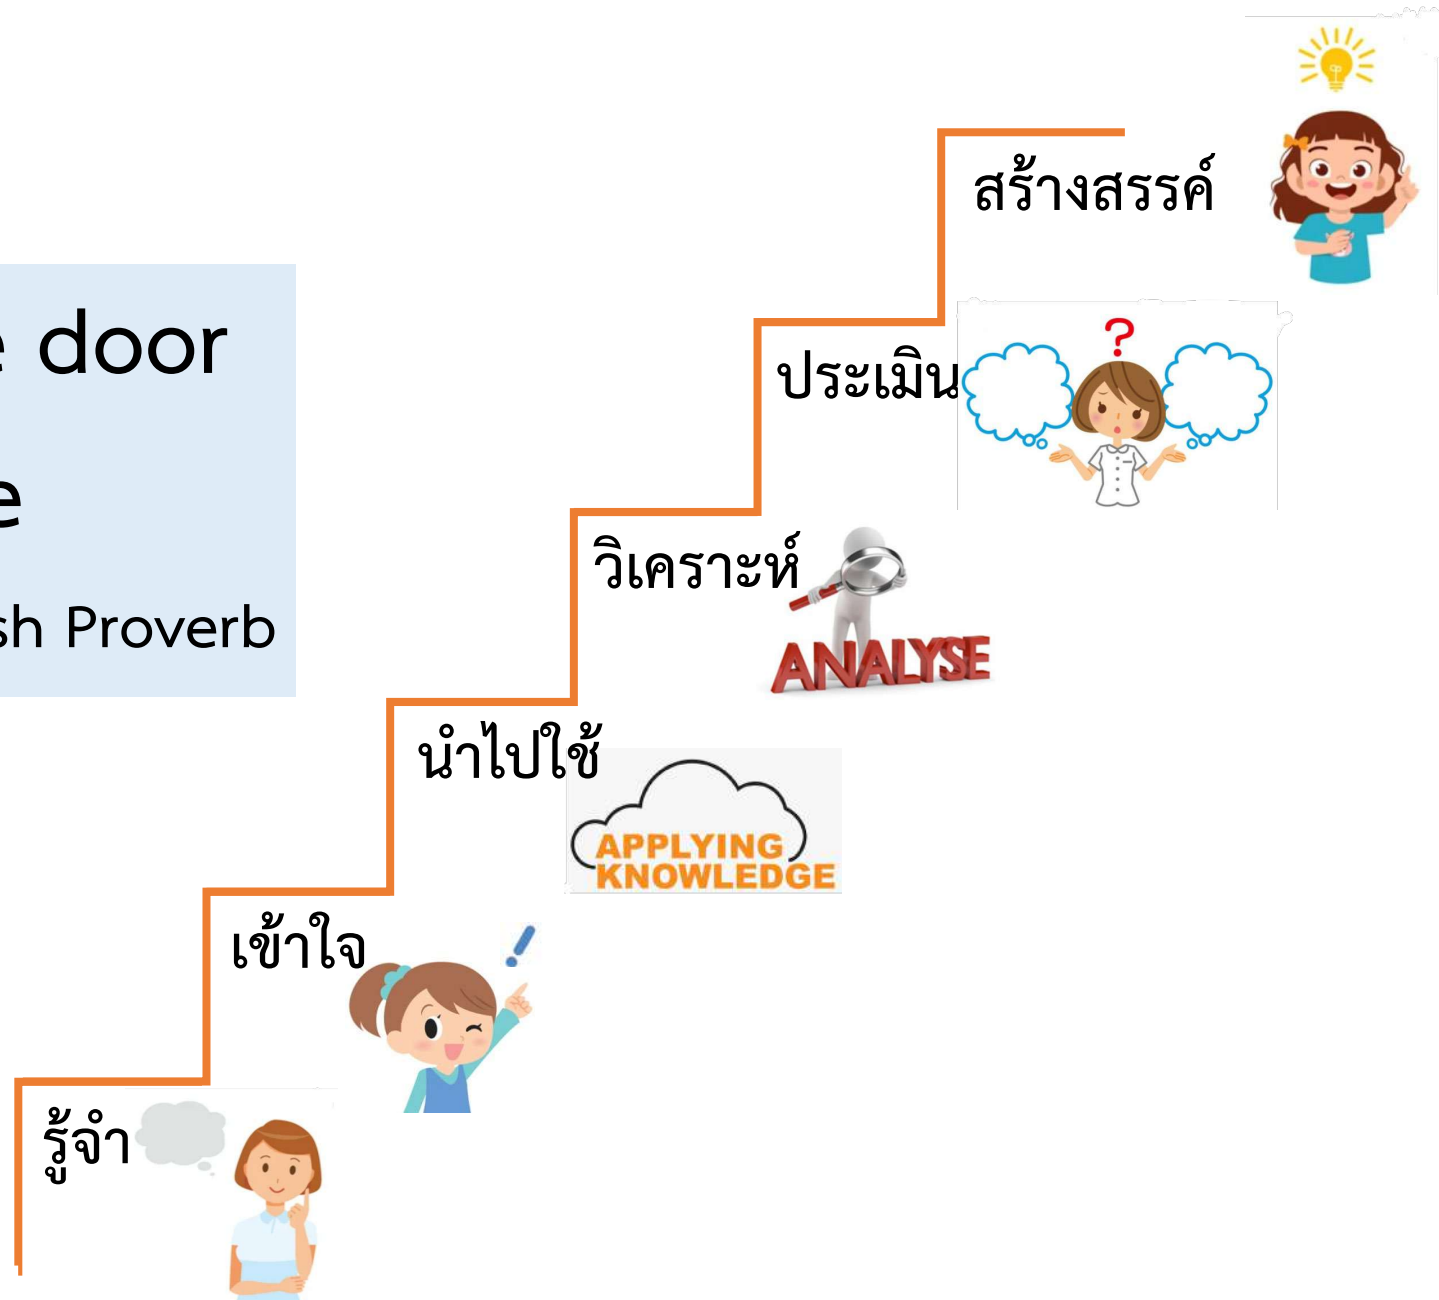 door
sh Proverb
สร้างสรรค์
?
ประเมิน
วิเคราะห์
ANALYSE
นำไปใช้
APPLYING
KNOWLEDGE
เข้าใจ
!
รู้จำ